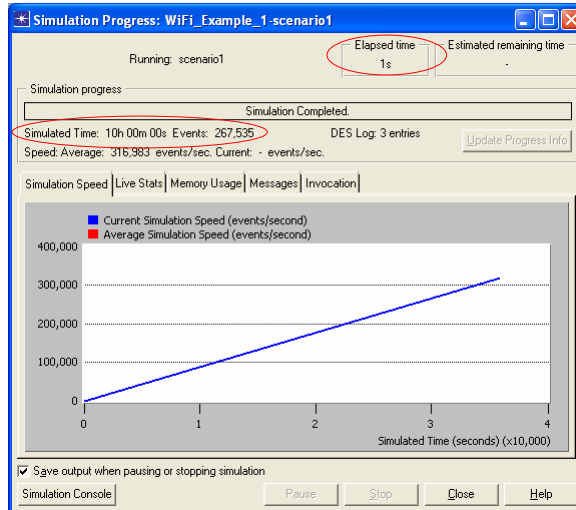 Simulation Progress: WiFi_Example_1-scenario1
Running: scenario1
Elapsed time
1s
Estimated remaining time
-
Simulation progress
Simulation Completed.
Simulated Time: 10h 00m 00s Events: 267,535
DES Log: 3 entries
Update Progress Info
Speed: Average: 316,983 events/sec. Current: - events/sec.
Simulation Speed Live Stats Memory Usage Messages Invocation
Current Simulation Speed (events/second)
Average Simulation Speed (events/second)
400,000
300,000
200,000
100,000
0
0 1 2 3 4
Simulated Time (seconds) (x10,000)
Save output when pausing or stopping simulation
Simulation Console Pause Stop Close Help